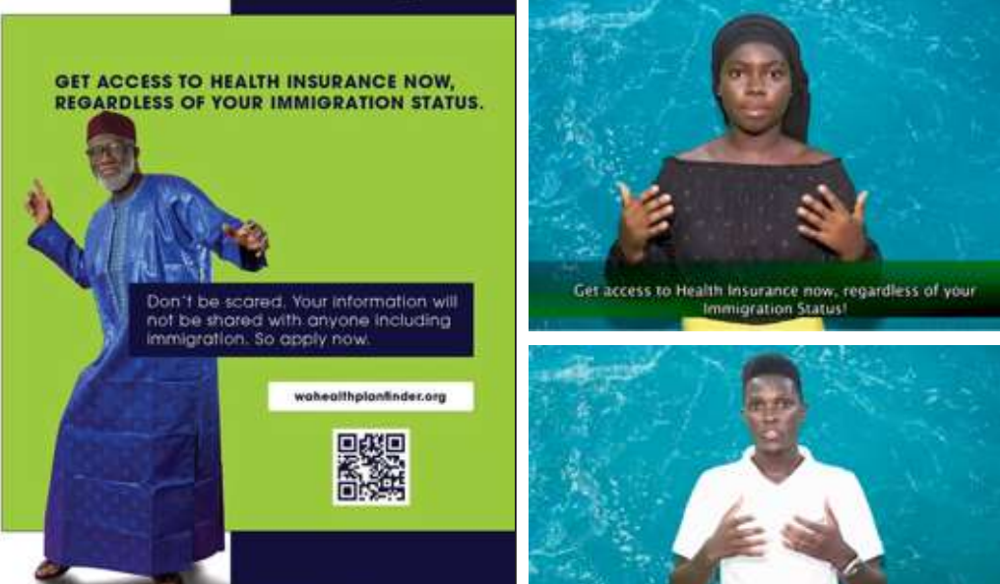 GET ACCESS TO HEALTH INSURANCE NOW,
REGARDLESS OF YOUR IMMIGRATION STATUS.
Don't be scared. Your information will
not be shared with anyone including
immigration. So apply now.
wahealthplanfinder.org
Get access to Health Insurance now, regardless of your
Immigration Status!